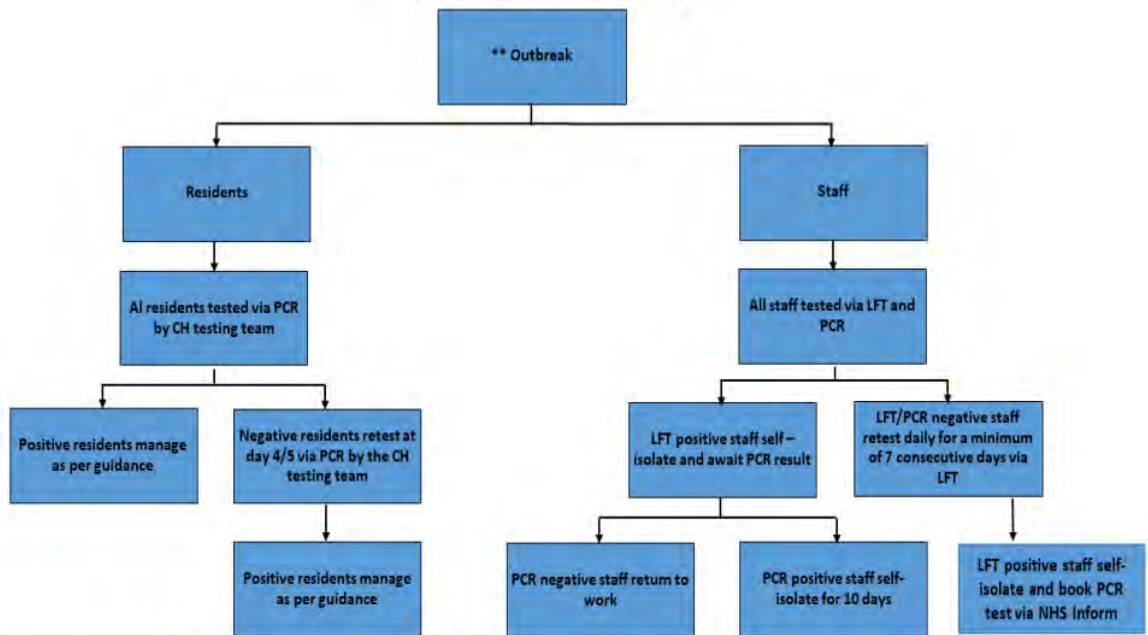 ** Outbreak
Residents
Staff
Al residents tested via PCR
by CH testing team
All staff tested via LFT and
PCR
Positive residents manage
as per guidance
Negative residents retest at
day 4/5 via PCR by the CH
testing team
LFT positive staff self –
isolate and await PCR result
LFT/PCR negative staff
retest daily for a minimum
of 7 consecutive days via
LFT
Positive residents manage
as per guidance
PCR negative staff return to
work
PCR positive staff self-
isolate for 10 days
LFT positive staff self-
isolate and book PCR
test via NHS Inform